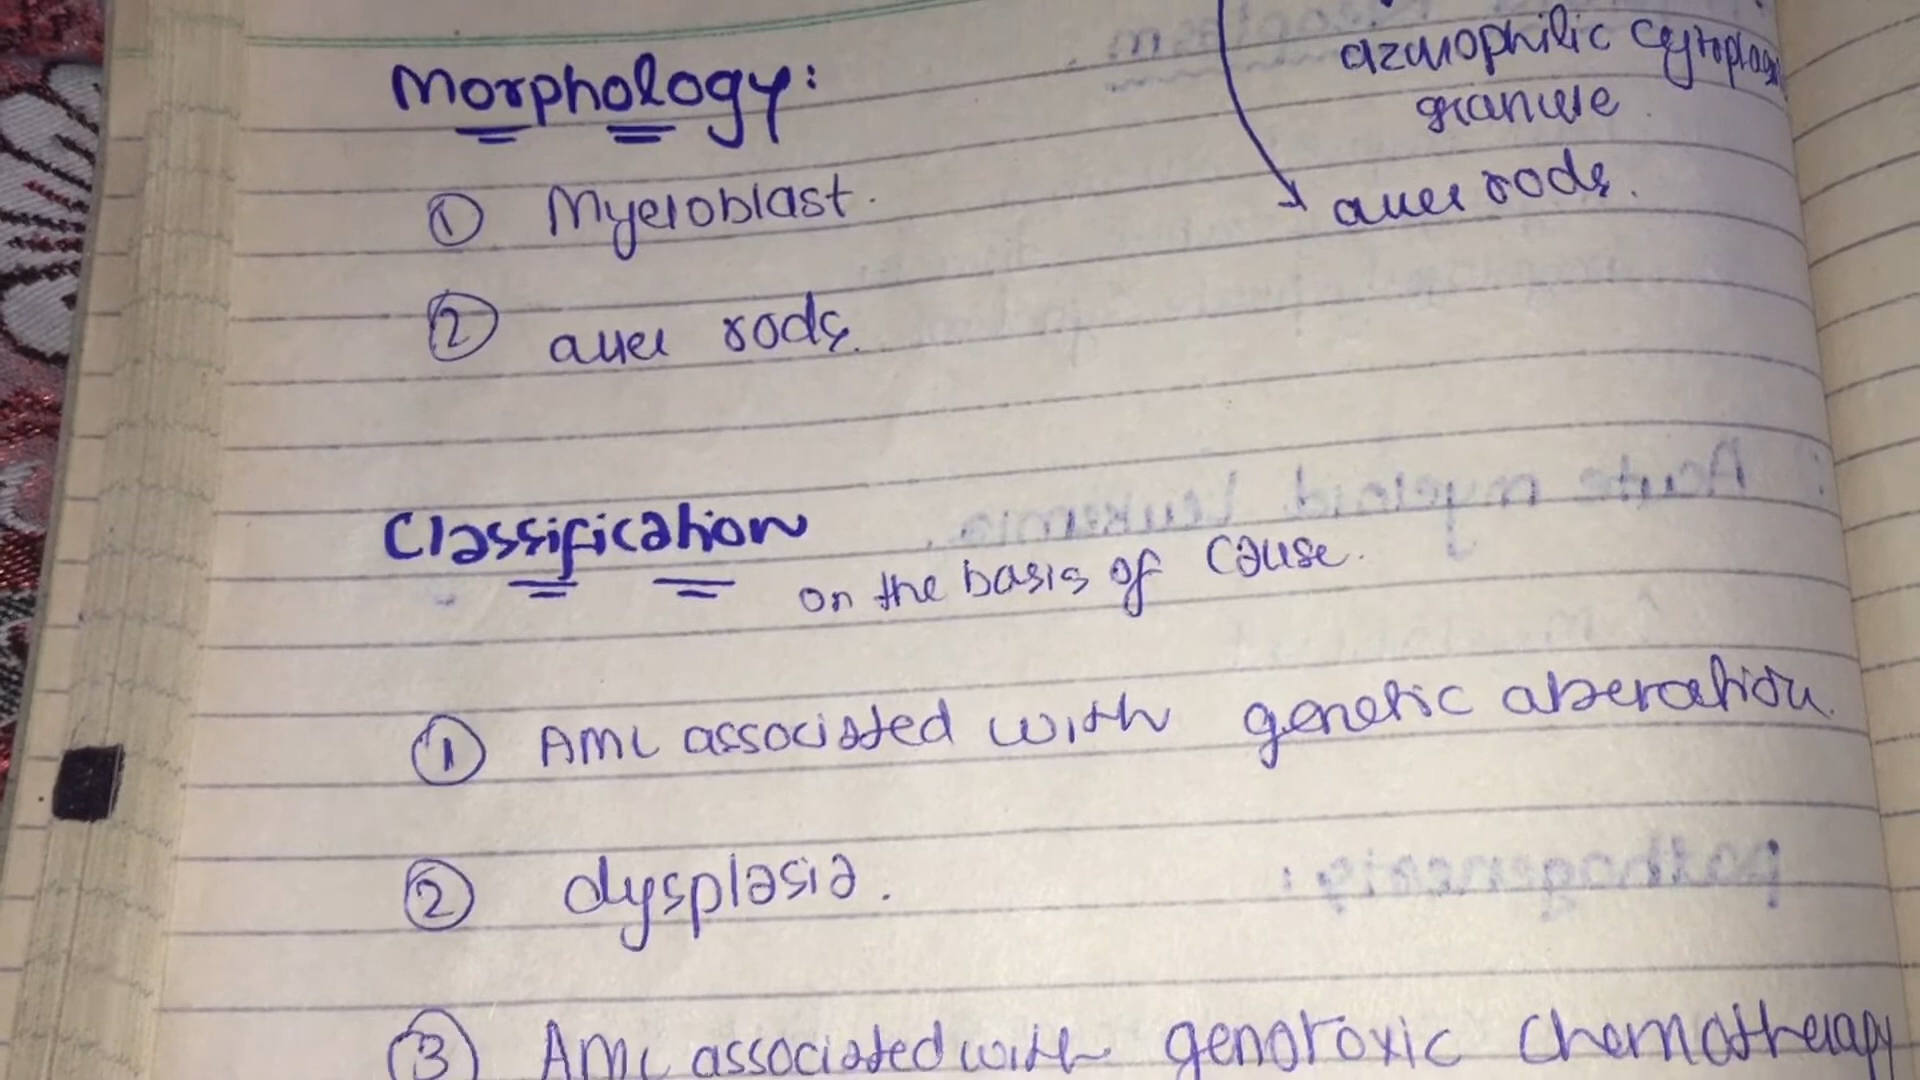 azurophilic cytoplasm
granule
auer rods.
Morphology:
① Myeloblast.
② auer rods.
Classification
on the basis of cause.
① AML associated with genetic aberration.
② dysplasia.
③ AML associated with genotoxic chemotherapy